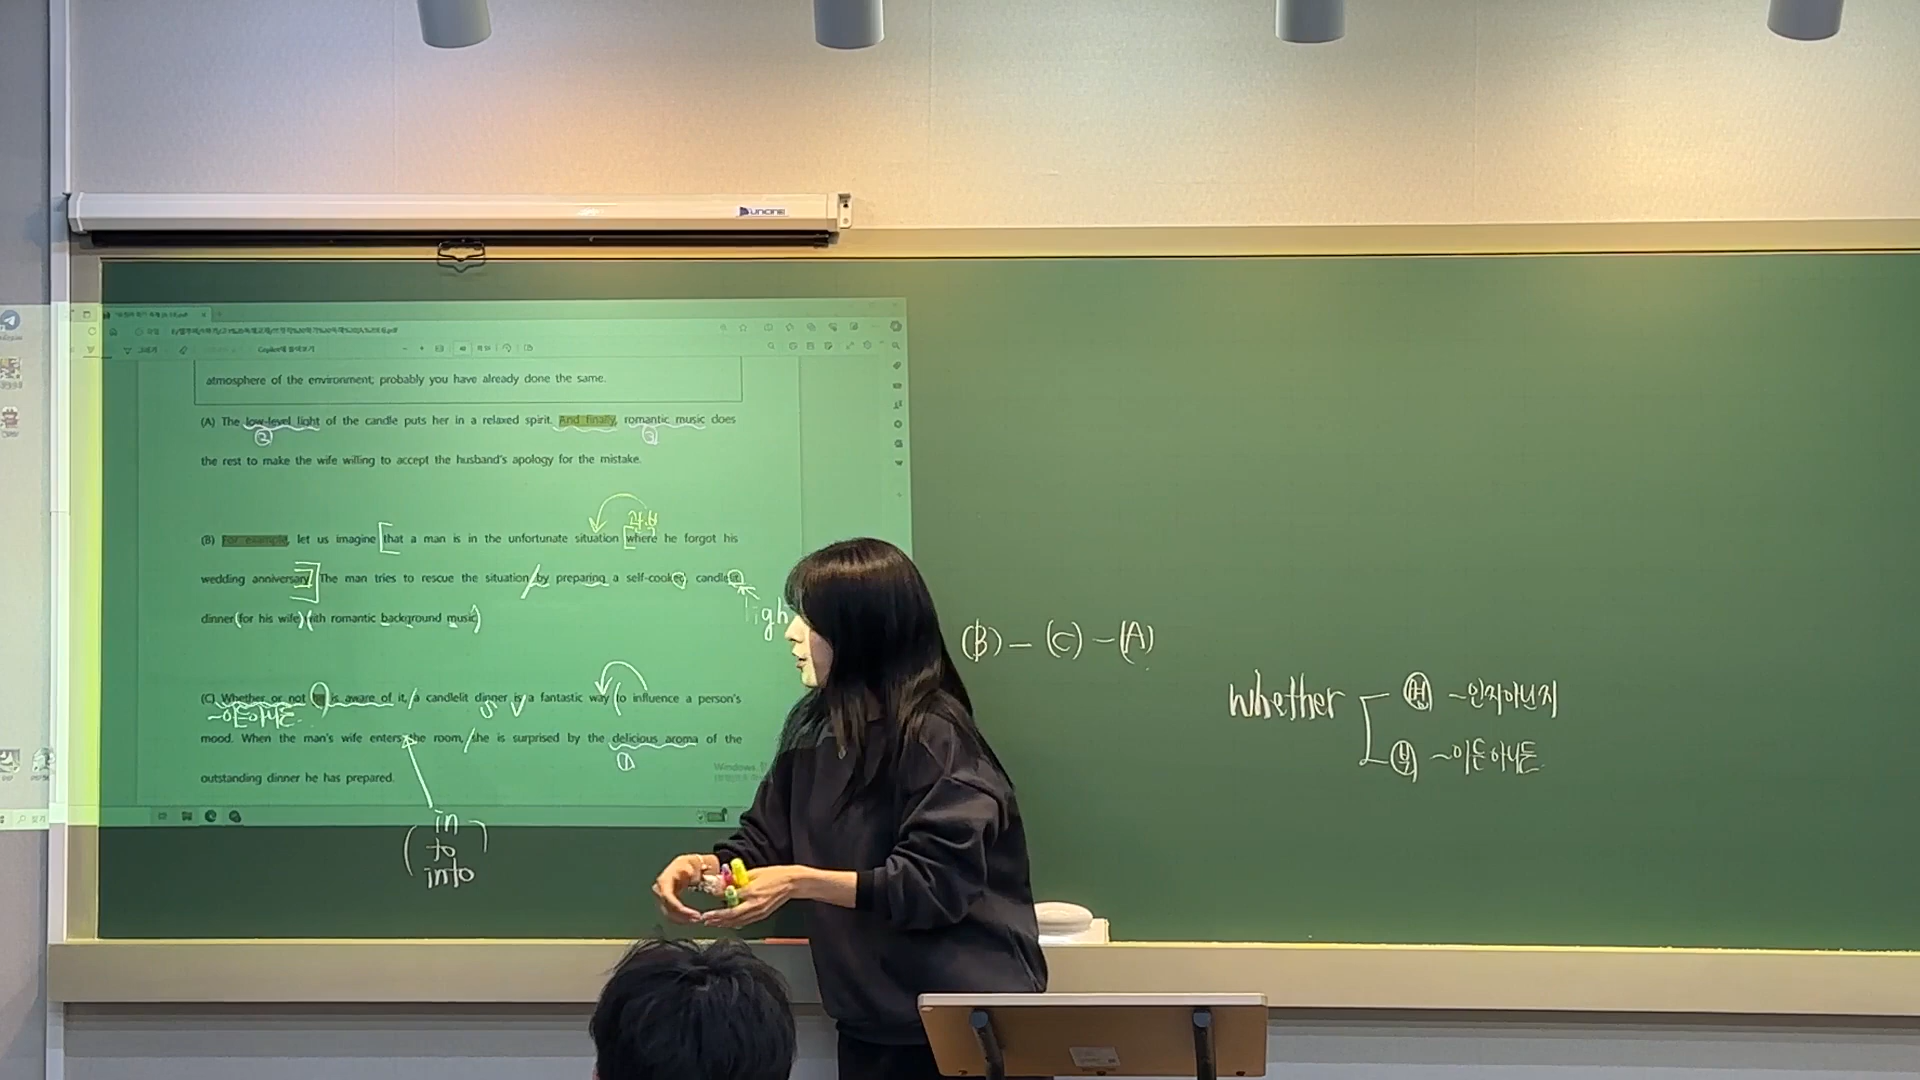 atmosphere of the environment; probably you have already done the same.
(A) The low-level light of the candle puts her in a relaxed spirit. And finally, romantic music does
② ③
the rest to make the wife willing to accept the husband's apology for the mistake.
관·부
(B) For example, let us imagine that a man is in the unfortunate situation where he forgot his
wedding anniversary. The man tries to rescue the situation by preparing a self-cooked, candlelit
dinner for his wife with romantic background music.
ligh
(B) – (C) – (A)
(C) Whether or not he is aware of it, a candlelit dinner is a fantastic way to influence a person's
~이든아니든
S V
mood. When the man's wife enters the room, she is surprised by the delicious aroma of the
①
outstanding dinner he has prepared.
in
to
into
whether
명 ~인지아닌지
부 ~이든아니든